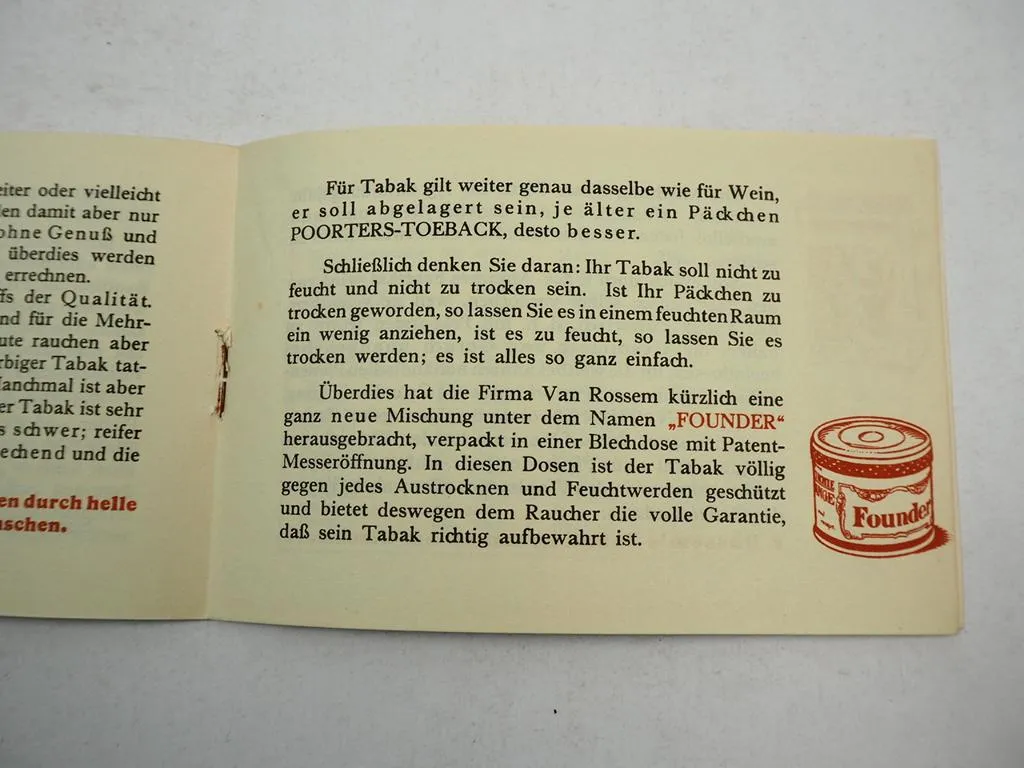 eiter oder vielleicht
en damit aber nur
ohne Genuß und
überdies werden
errechnen.
ffs der Qualität.
nd für die Mehr-
ute rauchen aber
rbiger Tabak tat-
Manchmal ist aber
er Tabak ist sehr
s schwer; reifer
echend und die
en durch helle
aschen.
Für Tabak gilt weiter genau dasselbe wie für Wein,
er soll abgelagert sein, je älter ein Päckchen
POORTERS-TOEBACK, desto besser.
Schließlich denken Sie daran: Ihr Tabak soll nicht zu
feucht und nicht zu trocken sein. Ist Ihr Päckchen zu
trocken geworden, so lassen Sie es in einem feuchten Raum
ein wenig anziehen, ist es zu feucht, so lassen Sie es
trocken werden; es ist alles so ganz einfach.
Überdies hat die Firma Van Rossem kürzlich eine
ganz neue Mischung unter dem Namen „FOUNDER“
herausgebracht, verpackt in einer Blechdose mit Patent-
Messeröffnung. In diesen Dosen ist der Tabak völlig
gegen jedes Austrocknen und Feuchtwerden geschützt
und bietet deswegen dem Raucher die volle Garantie,
daß sein Tabak richtig aufbewahrt ist.
Founder